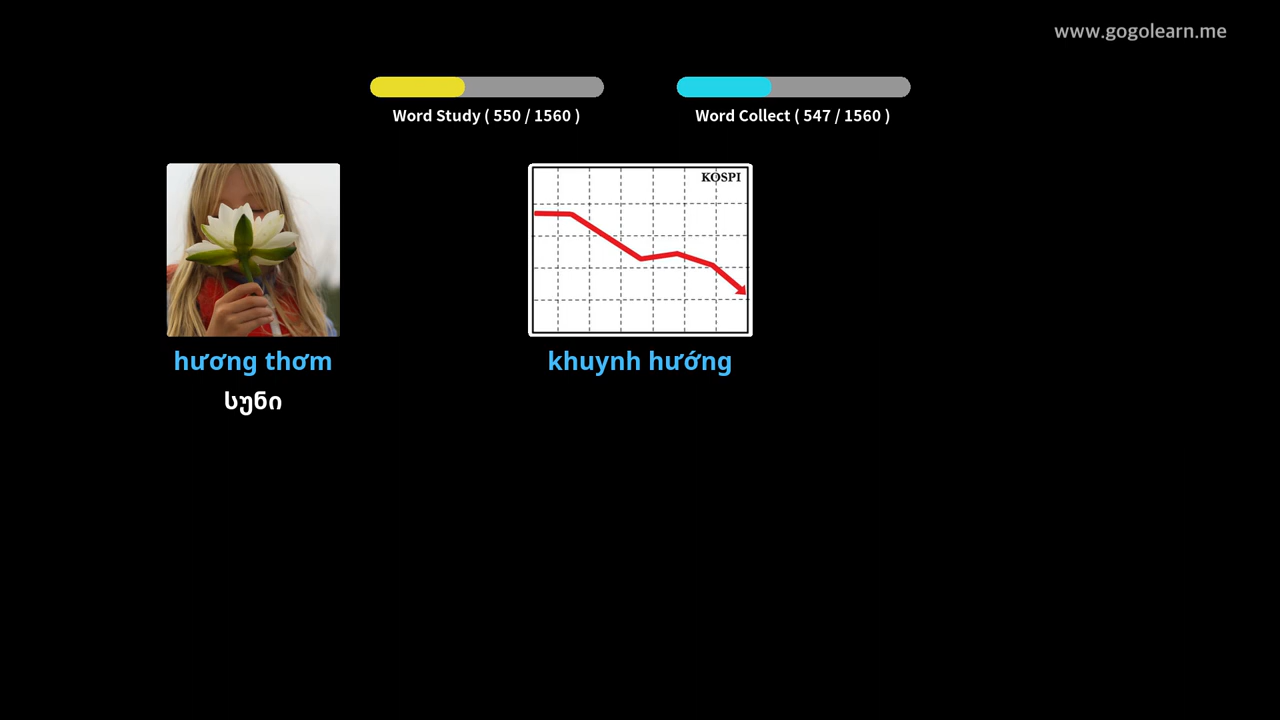 www.gogolearn.me
Word Study ( 550 / 1560 )
Word Collect ( 547 / 1560 )
KOSPI
hương thơm
khuynh hướng
სუნი